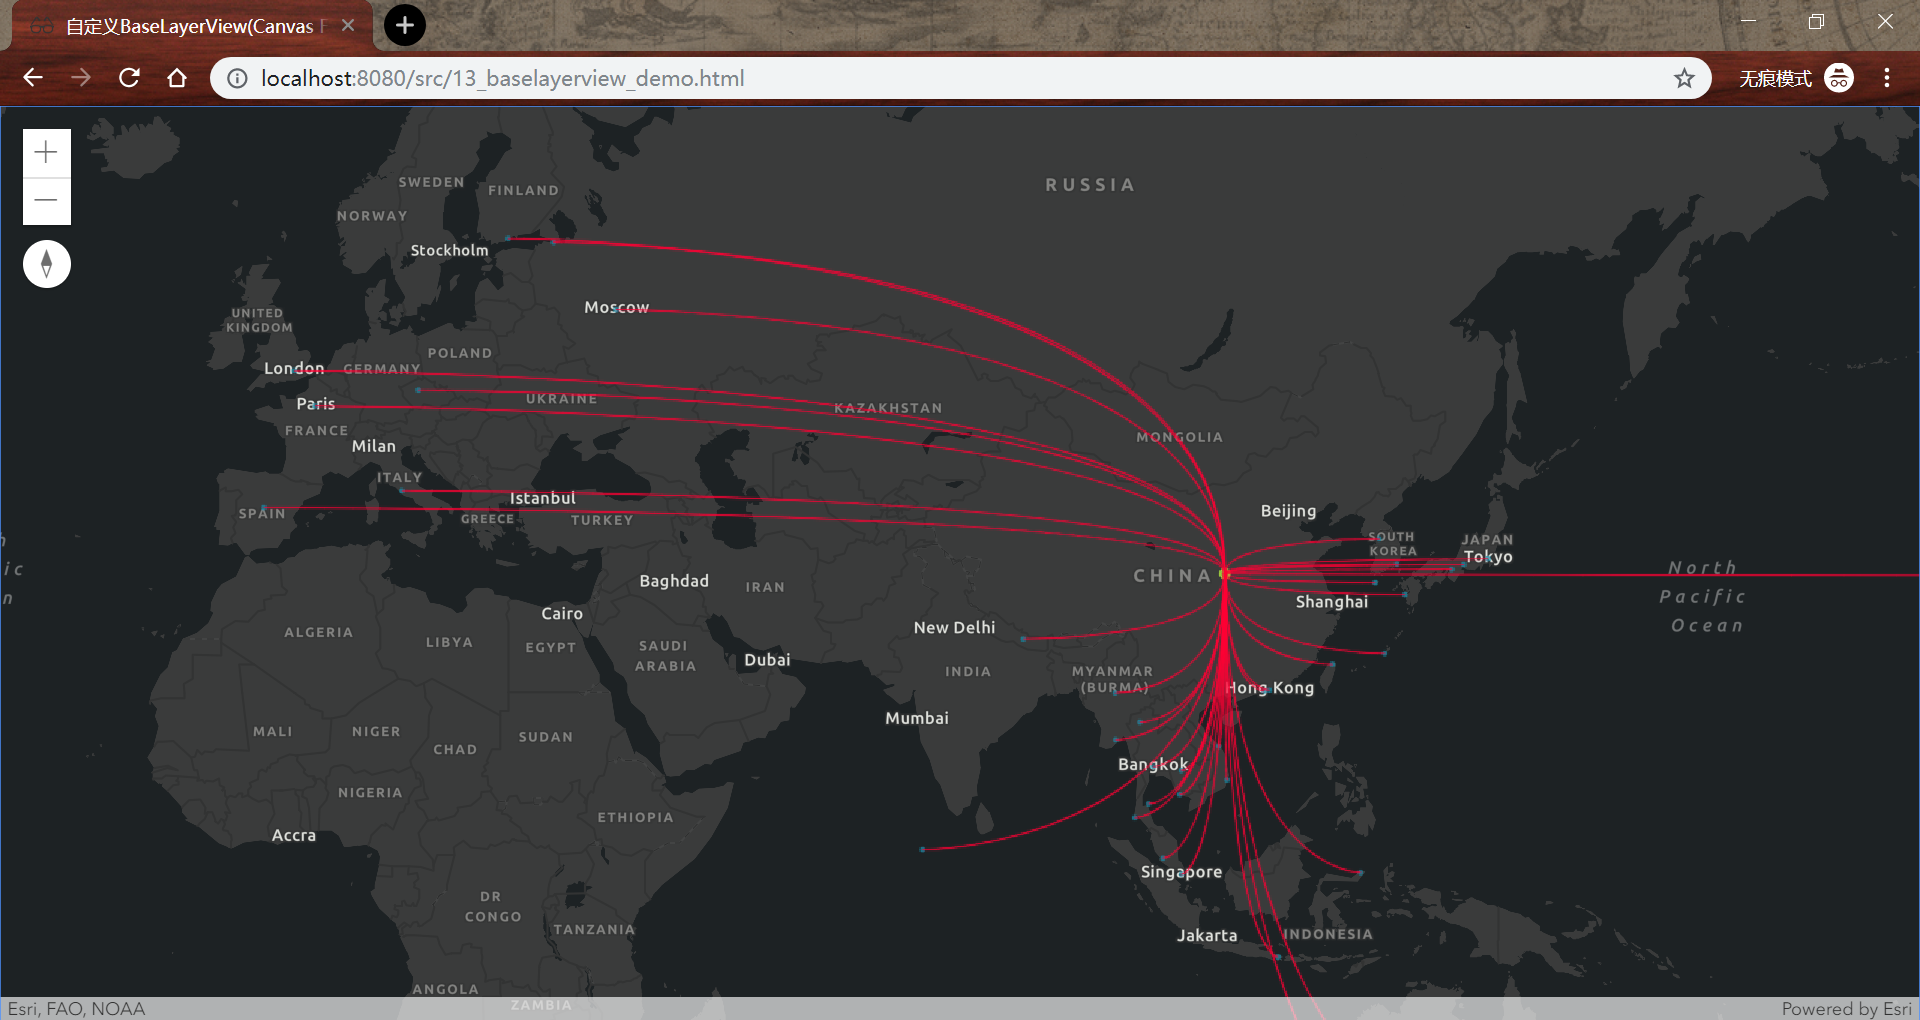 自定义BaseLayerView(Canvas
localhost:8080/src/13_baselayerview_demo.html
无痕模式
RUSSIA
SWEDEN
FINLAND
NORWAY
Stockholm
Moscow
UNITED
KINGDOM
POLAND
London
GERMANY
UKRAINE
Paris
KAZAKHSTAN
FRANCE
MONGOLIA
Milan
ITALY
Istanbul
SPAIN
GREECE
TURKEY
Beijing
SOUTH
KOREA
JAPAN
Tokyo
ic
n
North
Pacific
Ocean
CHINA
Baghdad
IRAN
Shanghai
Cairo
New Delhi
ALGERIA
LIBYA
EGYPT
SAUDI
ARABIA
Dubai
INDIA
MYANMAR
(BURMA)
Hong Kong
Mumbai
MALI
NIGER
CHAD
SUDAN
Bangkok
NIGERIA
ETHIOPIA
Accra
Singapore
DR
CONGO
TANZANIA
Jakarta
INDONESIA
ANGOLA
ZAMBIA
Esri, FAO, NOAA
Powered by Esri